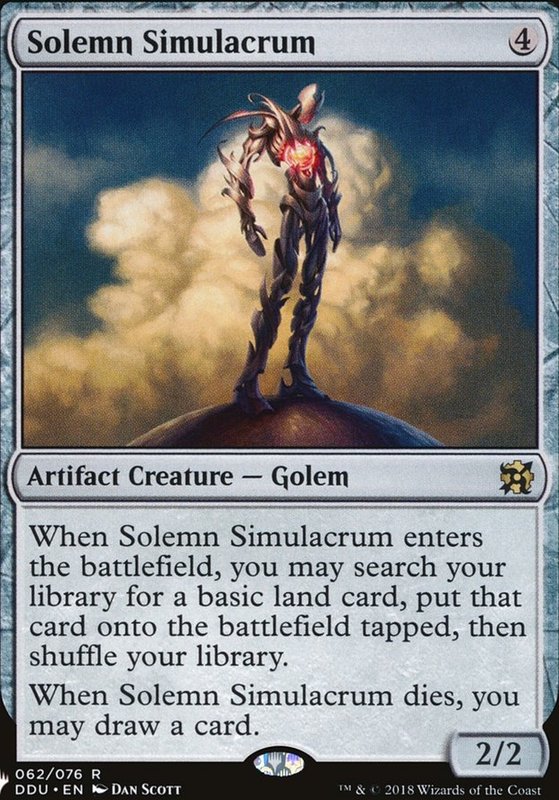 Solemn Simulacrum 4
Artifact Creature — Golem
When Solemn Simulacrum enters
the battlefield, you may search your
library for a basic land card, put that
card onto the battlefield tapped, then
shuffle your library.
When Solemn Simulacrum dies, you
may draw a card.
2/2
062/076 R
DDU • EN DAN SCOTT
™ & © 2018 Wizards of the Coast